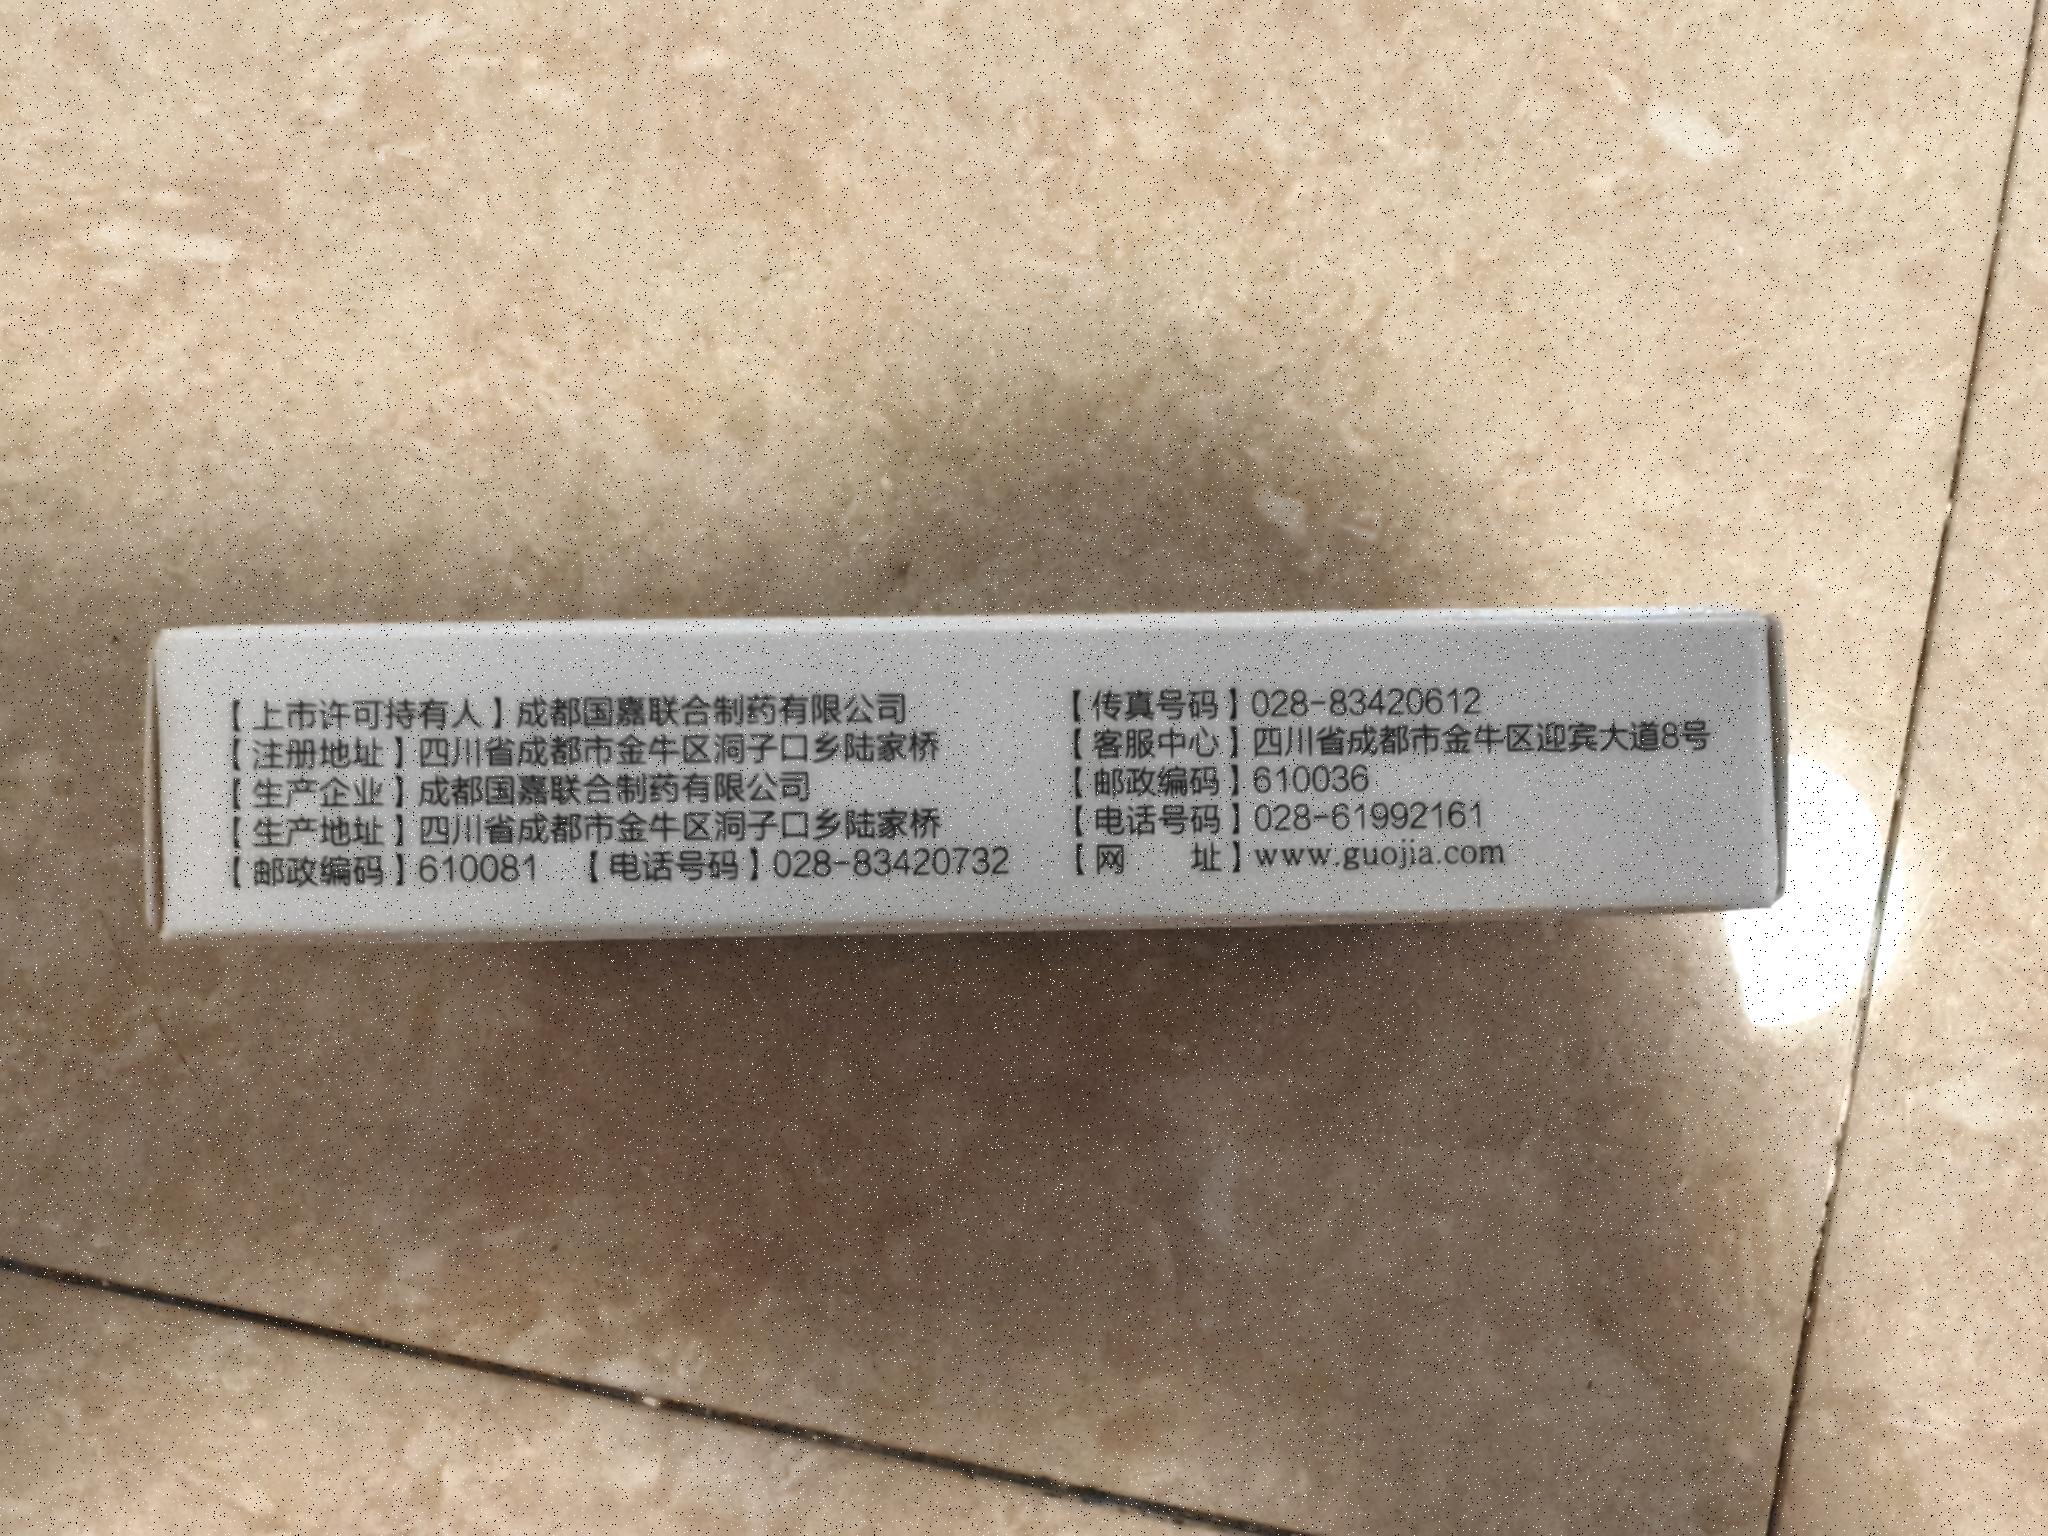 【上市许可持有人】成都国嘉联合制药有限公司
【注册地址】四川省成都市金牛区洞子口乡陆家桥
【生产企业】成都国嘉联合制药有限公司
【生产地址】四川省成都市金牛区洞子口乡陆家桥
【邮政编码】610081 【电话号码】028-83420732
【传真号码】028-83420612
【客服中心】四川省成都市金牛区迎宾大道8号
【邮政编码】610036
【电话号码】028-61992161
【网 址】www.guojia.com